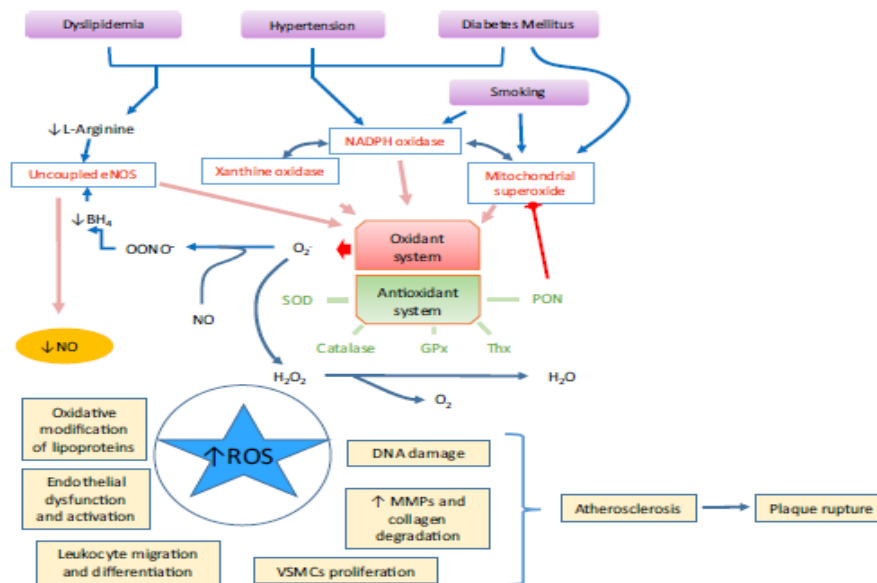 Dyslipidemia
Hypertension
Diabetes Mellitus
Smoking
↓L-Arginine
NADPH oxidase
Xanthine oxidase
Uncoupled eNOS
Mitochondrial
superoxide
↓BH₄
OONO⁻
O₂⁻
Oxidant
system
Antioxidant
system
SOD
PON
NO
Catalase
GPx
Thx
↓NO
H₂O₂
H₂O
O₂
Oxidative
modification
of lipoproteins
↑ROS
DNA damage
Endothelial
dysfunction
and activation
↑ MMPs and
collagen
degradation
Atherosclerosis
Plaque rupture
Leukocyte migration
and differentiation
VSMCs proliferation